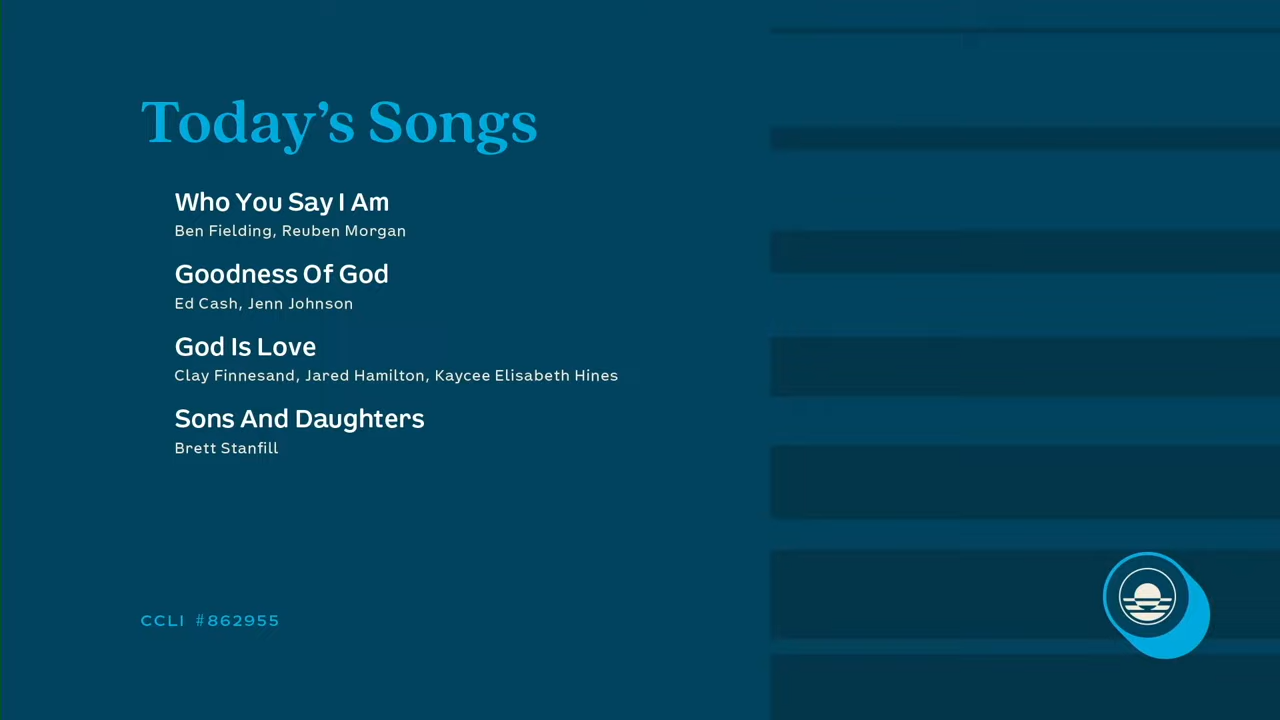 Today’s Songs
Who You Say I Am
Ben Fielding, Reuben Morgan
Goodness Of God
Ed Cash, Jenn Johnson
God Is Love
Clay Finnesand, Jared Hamilton, Kaycee Elisabeth Hines
Sons And Daughters
Brett Stanfill
CCLI #862955